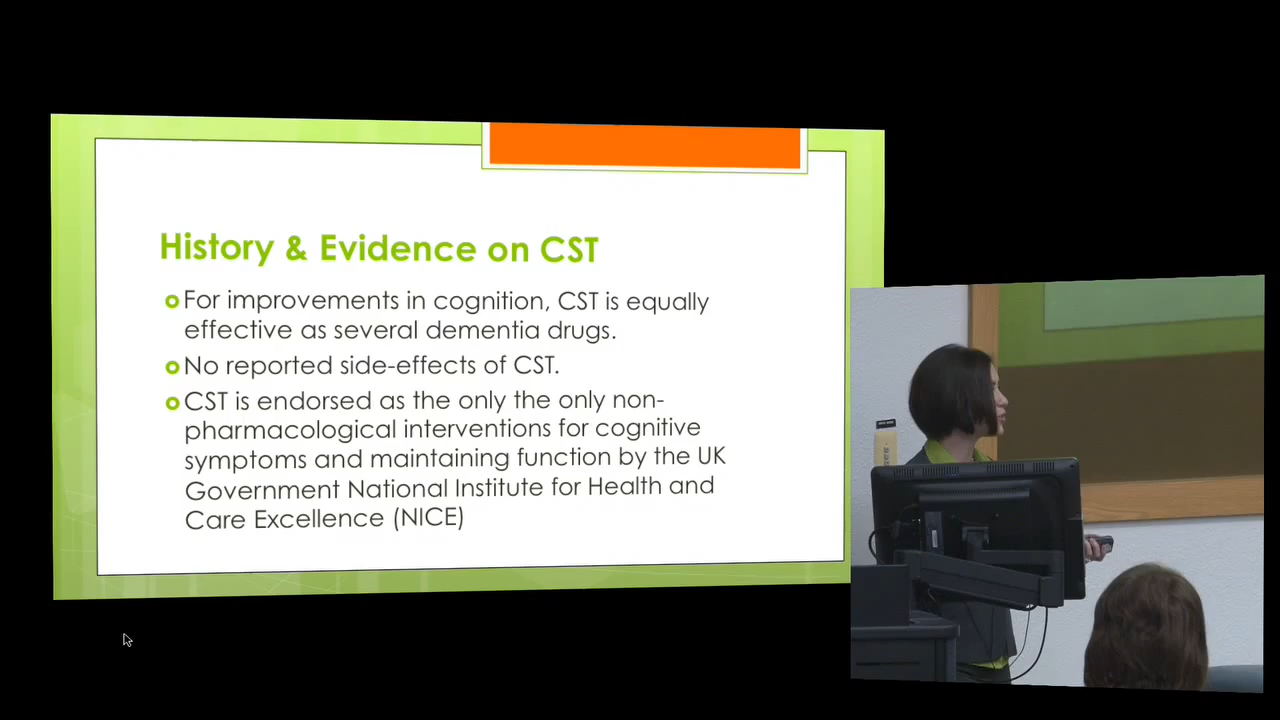 History & Evidence on CST
For improvements in cognition, CST is equally
effective as several dementia drugs.
No reported side-effects of CST.
CST is endorsed as the only the only non-
pharmacological interventions for cognitive
symptoms and maintaining function by the UK
Government National Institute for Health and
Care Excellence (NICE)